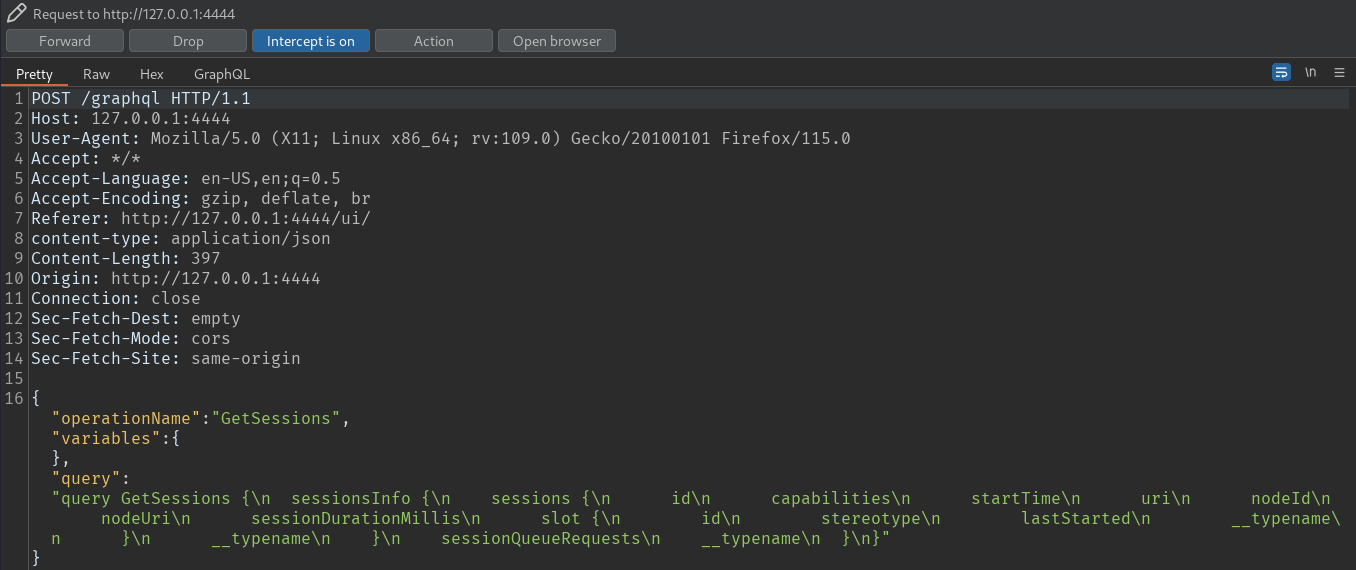 Request to http://127.0.0.1:4444
Forward Drop Intercept is on Action Open browser
Pretty Raw Hex GraphQL \n
1 POST /graphql HTTP/1.1
2 Host: 127.0.0.1:4444
3 User-Agent: Mozilla/5.0 (X11; Linux x86_64; rv:109.0) Gecko/20100101 Firefox/115.0
4 Accept: */*
5 Accept-Language: en-US,en;q=0.5
6 Accept-Encoding: gzip, deflate, br
7 Referer: http://127.0.0.1:4444/ui/
8 content-type: application/json
9 Content-Length: 397
10 Origin: http://127.0.0.1:4444
11 Connection: close
12 Sec-Fetch-Dest: empty
13 Sec-Fetch-Mode: cors
14 Sec-Fetch-Site: same-origin
15
16 {
"operationName":"GetSessions",
"variables":{
},
"query":
"query GetSessions {\n  sessionsInfo {\n    sessions {\n      id\n      capabilities\n      startTime\n      uri\n      nodeId\n
nodeUri\n      sessionDurationMillis\n      slot {\n        id\n        stereotype\n        lastStarted\n        __typename\
n      }\n      __typename\n    }\n    sessionQueueRequests\n    __typename\n  }\n}"
}